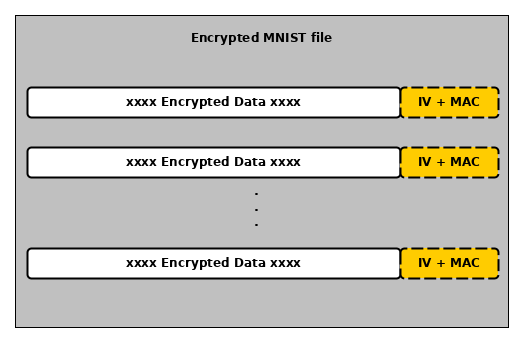 Encrypted MNIST file
xxxx Encrypted Data xxxx IV + MAC
xxxx Encrypted Data xxxx IV + MAC
.
.
.
xxxx Encrypted Data xxxx IV + MAC